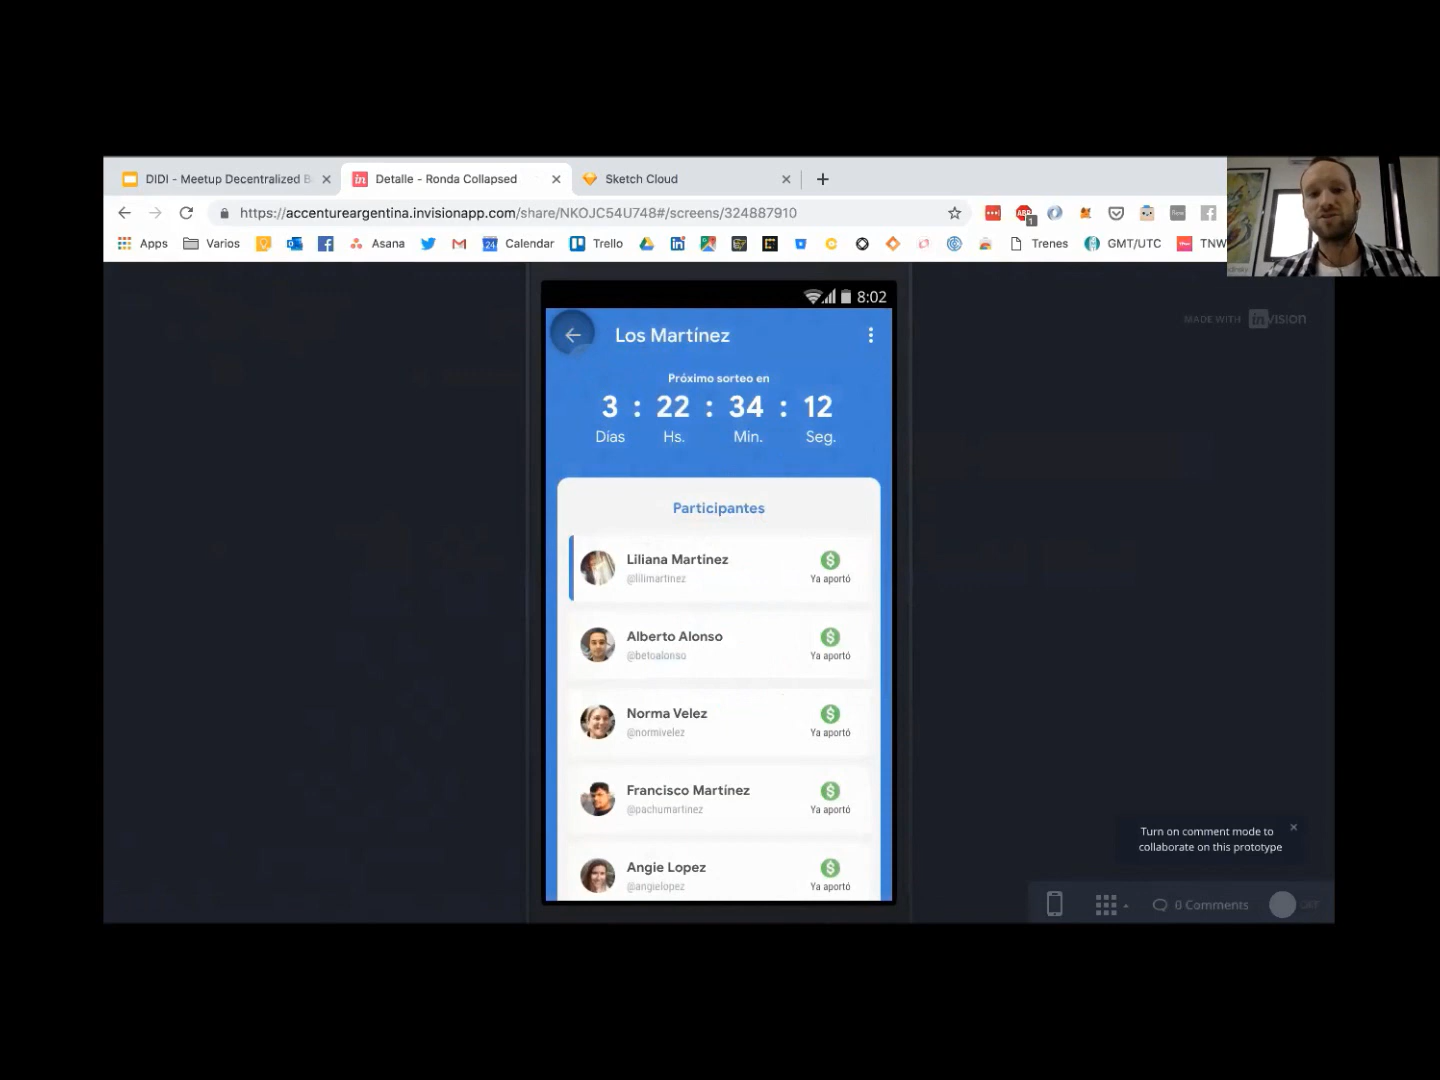 DIDI - Meetup Decentralized B
Detalle - Ronda Collapsed
Sketch Cloud
https://accentureargentina.invisionapp.com/share/NKOJC54U748#/screens/324887910
Apps Varios Asana 24 Calendar Trello Trenes GMT/UTC TNW
8:02
MADE WITH invision
Los Martínez
Próximo sorteo en
3 : 22 : 34 : 12
Días Hs. Min. Seg.
Participantes
Liliana Martinez
@lilimartinez
Ya aportó
Alberto Alonso
@betoalonso
Ya aportó
Norma Velez
@normivelez
Ya aportó
Francisco Martínez
@pachumartinez
Ya aportó
Angie Lopez
@angielopez
Ya aportó
Turn on comment mode to
collaborate on this prototype
0 Comments